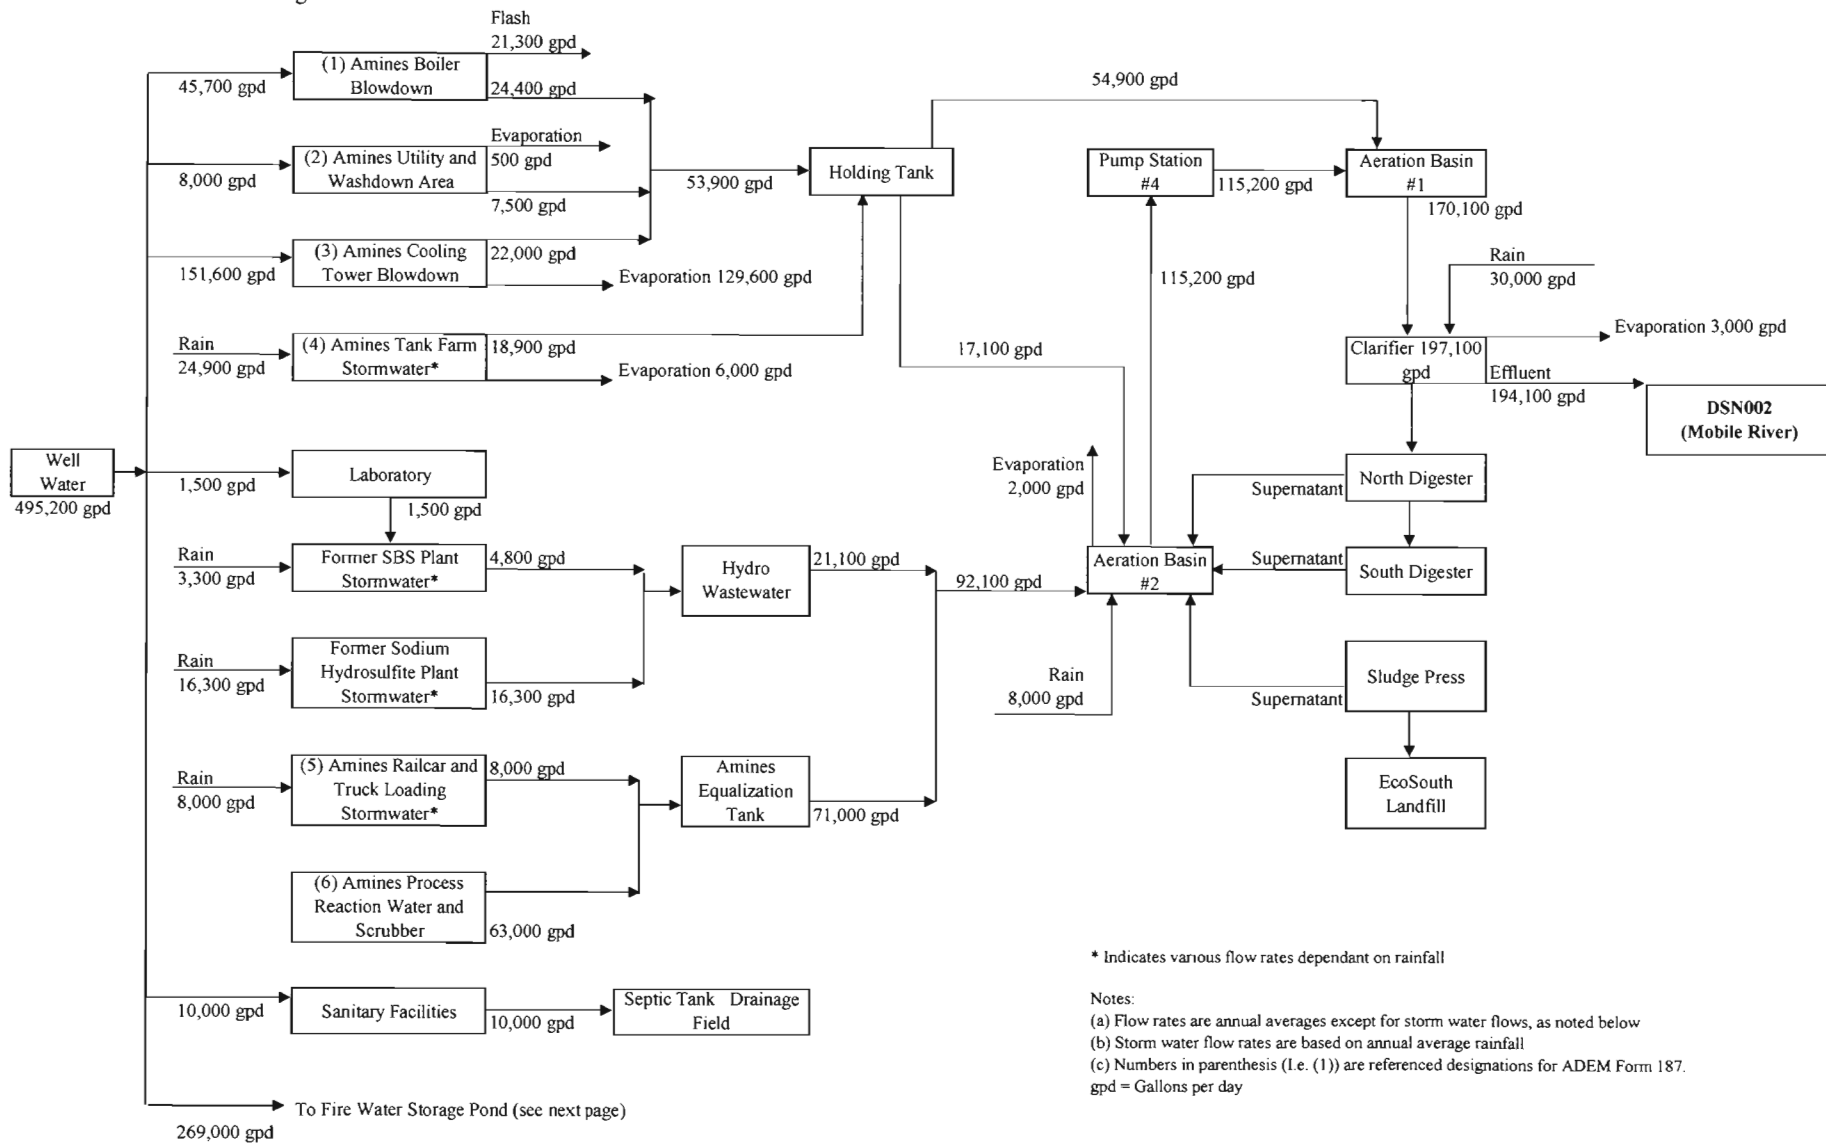 Flash
21,300 gpd
(1) Amines Boiler
Blowdown
45,700 gpd
24,400 gpd
54,900 gpd
Evaporation
500 gpd
(2) Amines Utility and
Washdown Area
8,000 gpd
7,500 gpd
53,900 gpd
Holding Tank
Pump Station
#4
115,200 gpd
Aeration Basin
#1
170,100 gpd
(3) Amines Cooling
Tower Blowdown
151,600 gpd
22,000 gpd
Evaporation 129,600 gpd
115,200 gpd
Rain
30,000 gpd
Rain
24,900 gpd
(4) Amines Tank Farm
Stormwater*
18,900 gpd
Evaporation 6,000 gpd
17,100 gpd
Evaporation 3,000 gpd
Clarifier 197,100
gpd
Effluent
194,100 gpd
DSN002
(Mobile River)
Well
Water
495,200 gpd
1,500 gpd
Laboratory
1,500 gpd
Evaporation
2,000 gpd
Supernatant
North Digester
Rain
3,300 gpd
Former SBS Plant
Stormwater*
4,800 gpd
Hydro
Wastewater
21,100 gpd
92,100 gpd
Aeration Basin
#2
Supernatant
South Digester
Rain
16,300 gpd
Former Sodium
Hydrosulfite Plant
Stormwater*
16,300 gpd
Rain
8,000 gpd
Supernatant
Sludge Press
Rain
8,000 gpd
(5) Amines Railcar and
Truck Loading
Stormwater*
8,000 gpd
Amines
Equalization
Tank
71,000 gpd
EcoSouth
Landfill
(6) Amines Process
Reaction Water and
Scrubber
63,000 gpd
10,000 gpd
Sanitary Facilities
10,000 gpd
Septic Tank Drainage
Field
269,000 gpd
To Fire Water Storage Pond (see next page)
* Indicates various flow rates dependant on rainfall
Notes:
(a) Flow rates are annual averages except for storm water flows, as noted below
(b) Storm water flow rates are based on annual average rainfall
(c) Numbers in parenthesis (I.e. (1)) are referenced designations for ADEM Form 187.
gpd = Gallons per day